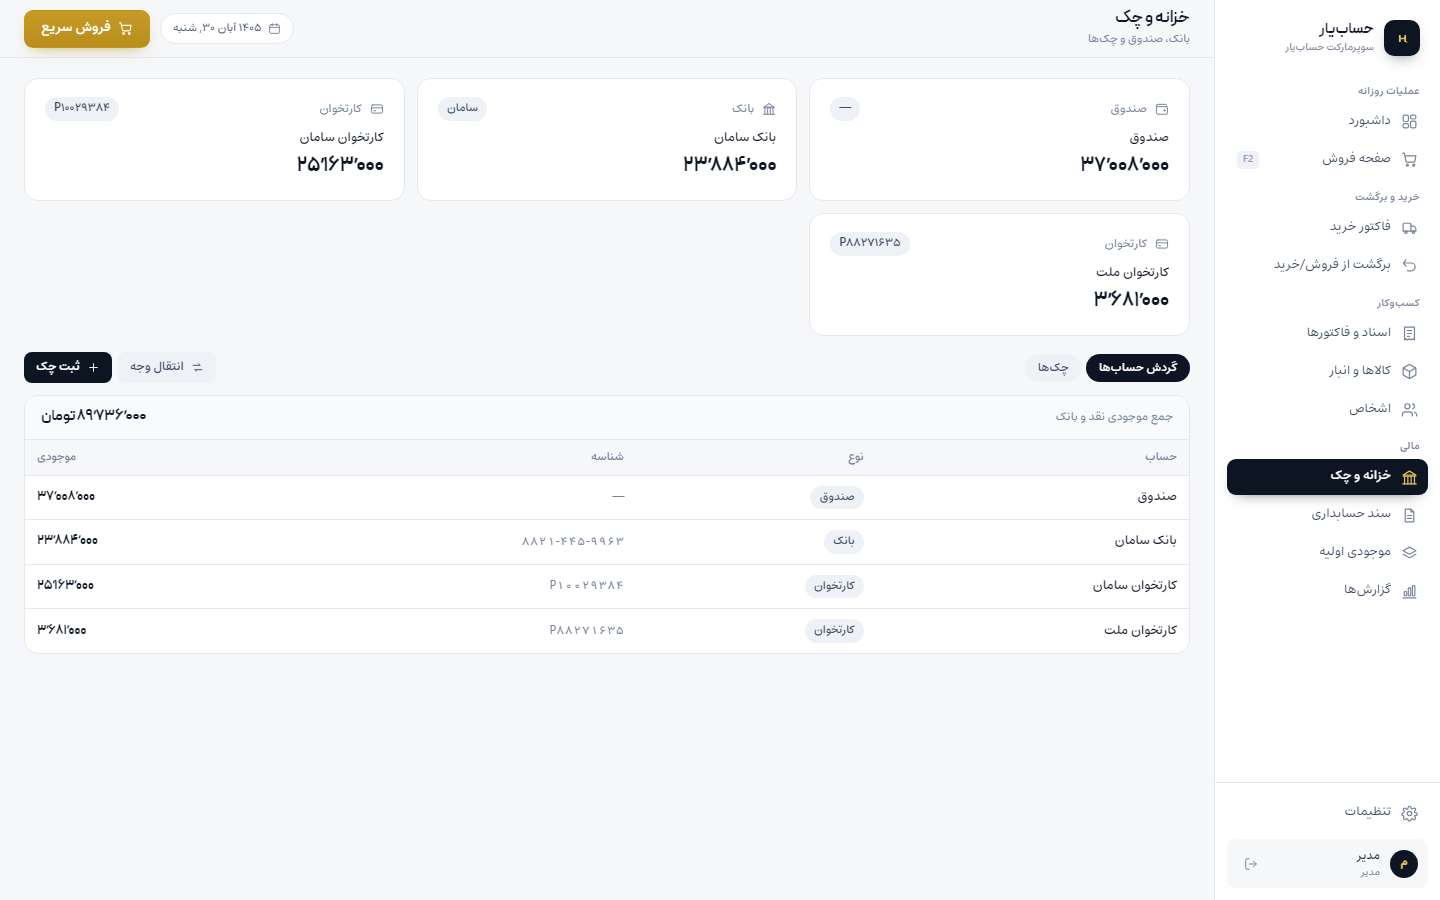 حساب‌یار
سوپرمارکت حساب‌یار
H.
عملیات روزانه
داشبورد
صفحه فروش
F2
خرید و برگشت
فاکتور خرید
برگشت از فروش/خرید
کسب‌وکار
اسناد و فاکتورها
کالاها و انبار
اشخاص
مالی
خزانه و چک
سند حسابداری
موجودی اولیه
گزارش‌ها
تنظیمات
م
مدیر
مدیر
خزانه و چک
بانک، صندوق و چک‌ها
۱۴۰۵ آبان ۳۰, شنبه
فروش سریع
صندوق
—
صندوق
۳۷٬۰۰۸٬۰۰۰
بانک
سامان
بانک سامان
۲۳٬۸۸۴٬۰۰۰
کارتخوان
P۱۰۰۲۹۳۸۴
کارتخوان سامان
۲۵٬۱۶۳٬۰۰۰
کارتخوان
P۸۸۲۷۱۶۳۵
کارتخوان ملت
۳٬۶۸۱٬۰۰۰
گردش حساب‌ها
چک‌ها
انتقال وجه
ثبت چک
جمع موجودی نقد و بانک
۸۹٬۷۳۶٬۰۰۰ تومان
حساب نوع شناسه موجودی
صندوق صندوق — ۳۷٬۰۰۸٬۰۰۰
بانک سامان بانک ۸۸۲۱-۴۴۵-۹۹۶۳ ۲۳٬۸۸۴٬۰۰۰
کارتخوان سامان کارتخوان P۱۰۰۲۹۳۸۴ ۲۵٬۱۶۳٬۰۰۰
کارتخوان ملت کارتخوان P۸۸۲۷۱۶۳۵ ۳٬۶۸۱٬۰۰۰